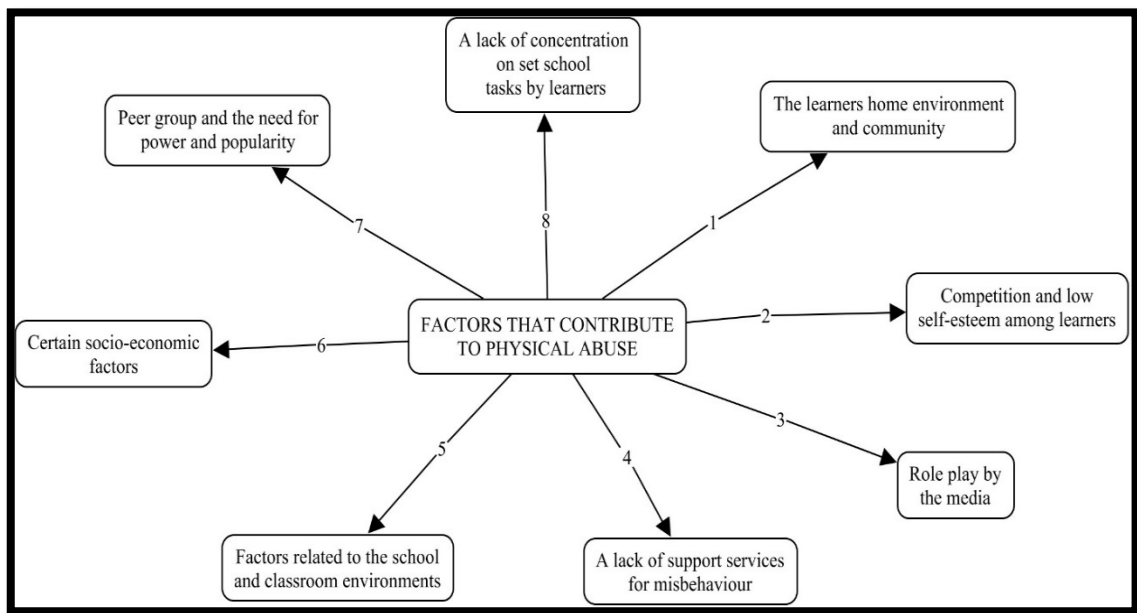 A lack of concentration
on set school
tasks by learners
Peer group and the need for
power and popularity
The learners home environment
and community
7
8
1
FACTORS THAT CONTRIBUTE
TO PHYSICAL ABUSE
2
Competition and low
self-esteem among learners
Certain socio-economic
factors
6
5
4
3
Role play by
the media
Factors related to the school
and classroom environments
A lack of support services
for misbehaviour